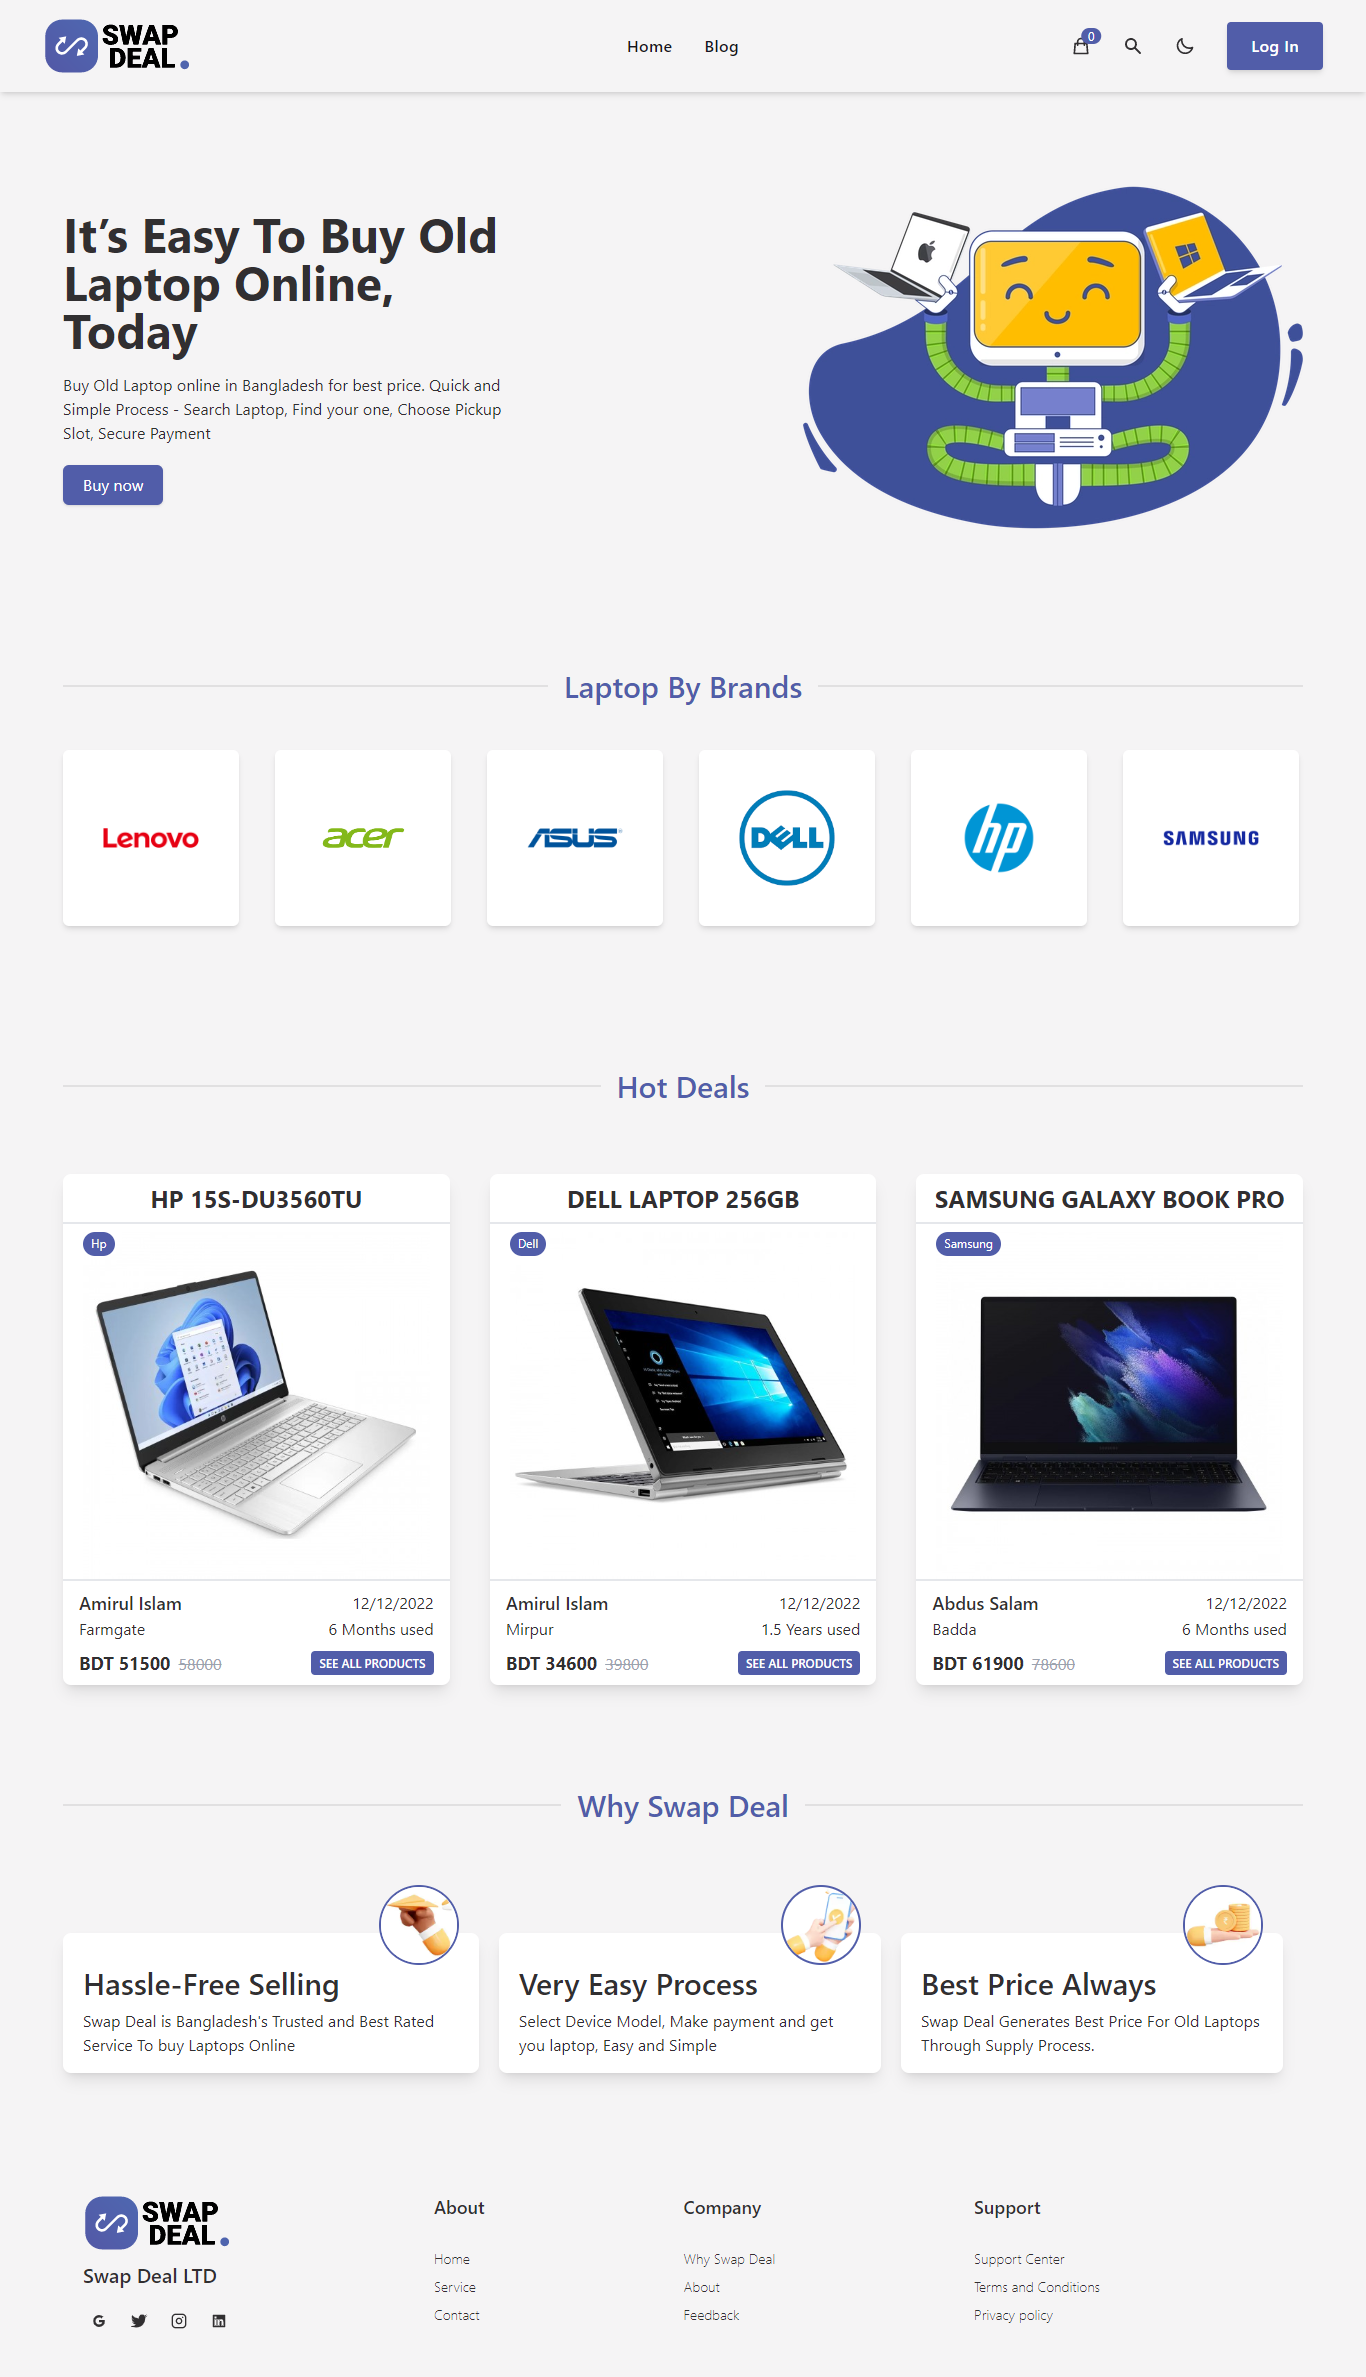 SWAP
DEAL.
Home
Blog
0
Log In
It’s Easy To Buy Old
Laptop Online,
Today
Buy Old Laptop online in Bangladesh for best price. Quick and
Simple Process - Search Laptop, Find your one, Choose Pickup
Slot, Secure Payment
Buy now
Laptop By Brands
Lenovo
acer
ASUS
DELL
hp
SAMSUNG
Hot Deals
HP 15S-DU3560TU
Hp
Amirul Islam
12/12/2022
Farmgate
6 Months used
BDT 51500 58000
SEE ALL PRODUCTS
DELL LAPTOP 256GB
Dell
Amirul Islam
12/12/2022
Mirpur
1.5 Years used
BDT 34600 39800
SEE ALL PRODUCTS
SAMSUNG GALAXY BOOK PRO
Samsung
Abdus Salam
12/12/2022
Badda
6 Months used
BDT 61900 78600
SEE ALL PRODUCTS
Why Swap Deal
Hassle-Free Selling
Swap Deal is Bangladesh's Trusted and Best Rated
Service To buy Laptops Online
Very Easy Process
Select Device Model, Make payment and get
you laptop, Easy and Simple
Best Price Always
Swap Deal Generates Best Price For Old Laptops
Through Supply Process.
SWAP
DEAL.
Swap Deal LTD
About
Home
Service
Contact
Company
Why Swap Deal
About
Feedback
Support
Support Center
Terms and Conditions
Privacy policy